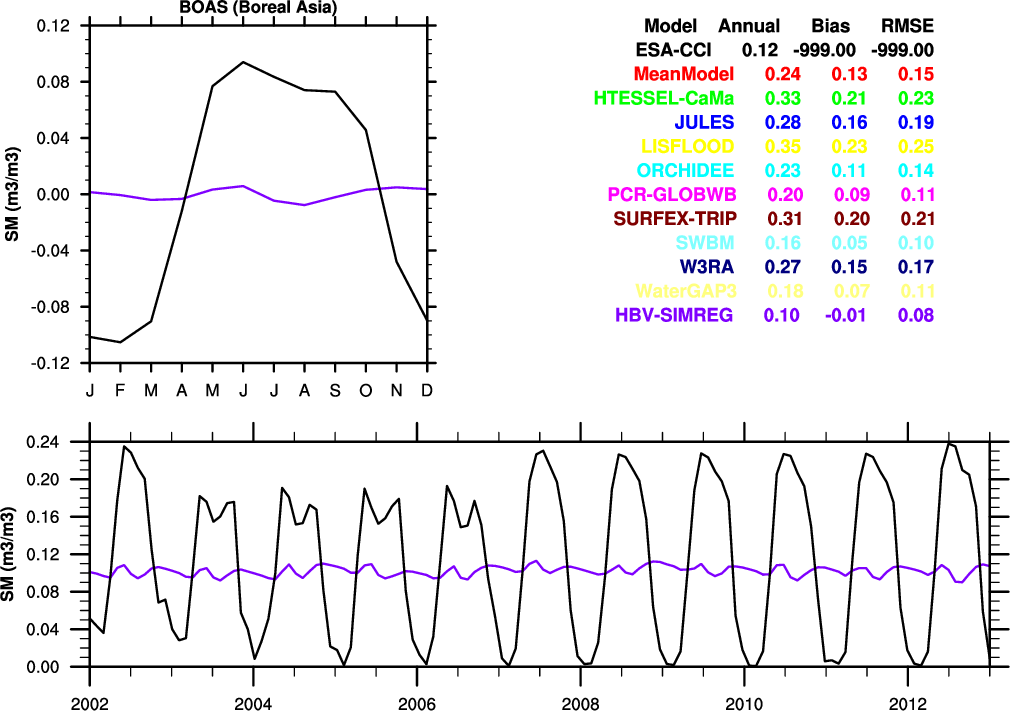 BOAS (Boreal Asia)
0.12
0.08
0.04
0.00
-0.04
-0.08
-0.12
SM (m3/m3)
J F M A M J J A S O N D
Model Annual Bias RMSE
ESA-CCI 0.12 -999.00 -999.00
MeanModel 0.24 0.13 0.15
HTESSEL-CaMa 0.33 0.21 0.23
JULES 0.28 0.16 0.19
LISFLOOD 0.35 0.23 0.25
ORCHIDEE 0.23 0.11 0.14
PCR-GLOBWB 0.20 0.09 0.11
SURFEX-TRIP 0.31 0.20 0.21
SWBM 0.16 0.05 0.10
W3RA 0.27 0.15 0.17
WaterGAP3 0.18 0.07 0.11
HBV-SIMREG 0.10 -0.01 0.08
0.24
0.20
0.16
0.12
0.08
0.04
0.00
SM (m3/m3)
2002 2004 2006 2008 2010 2012